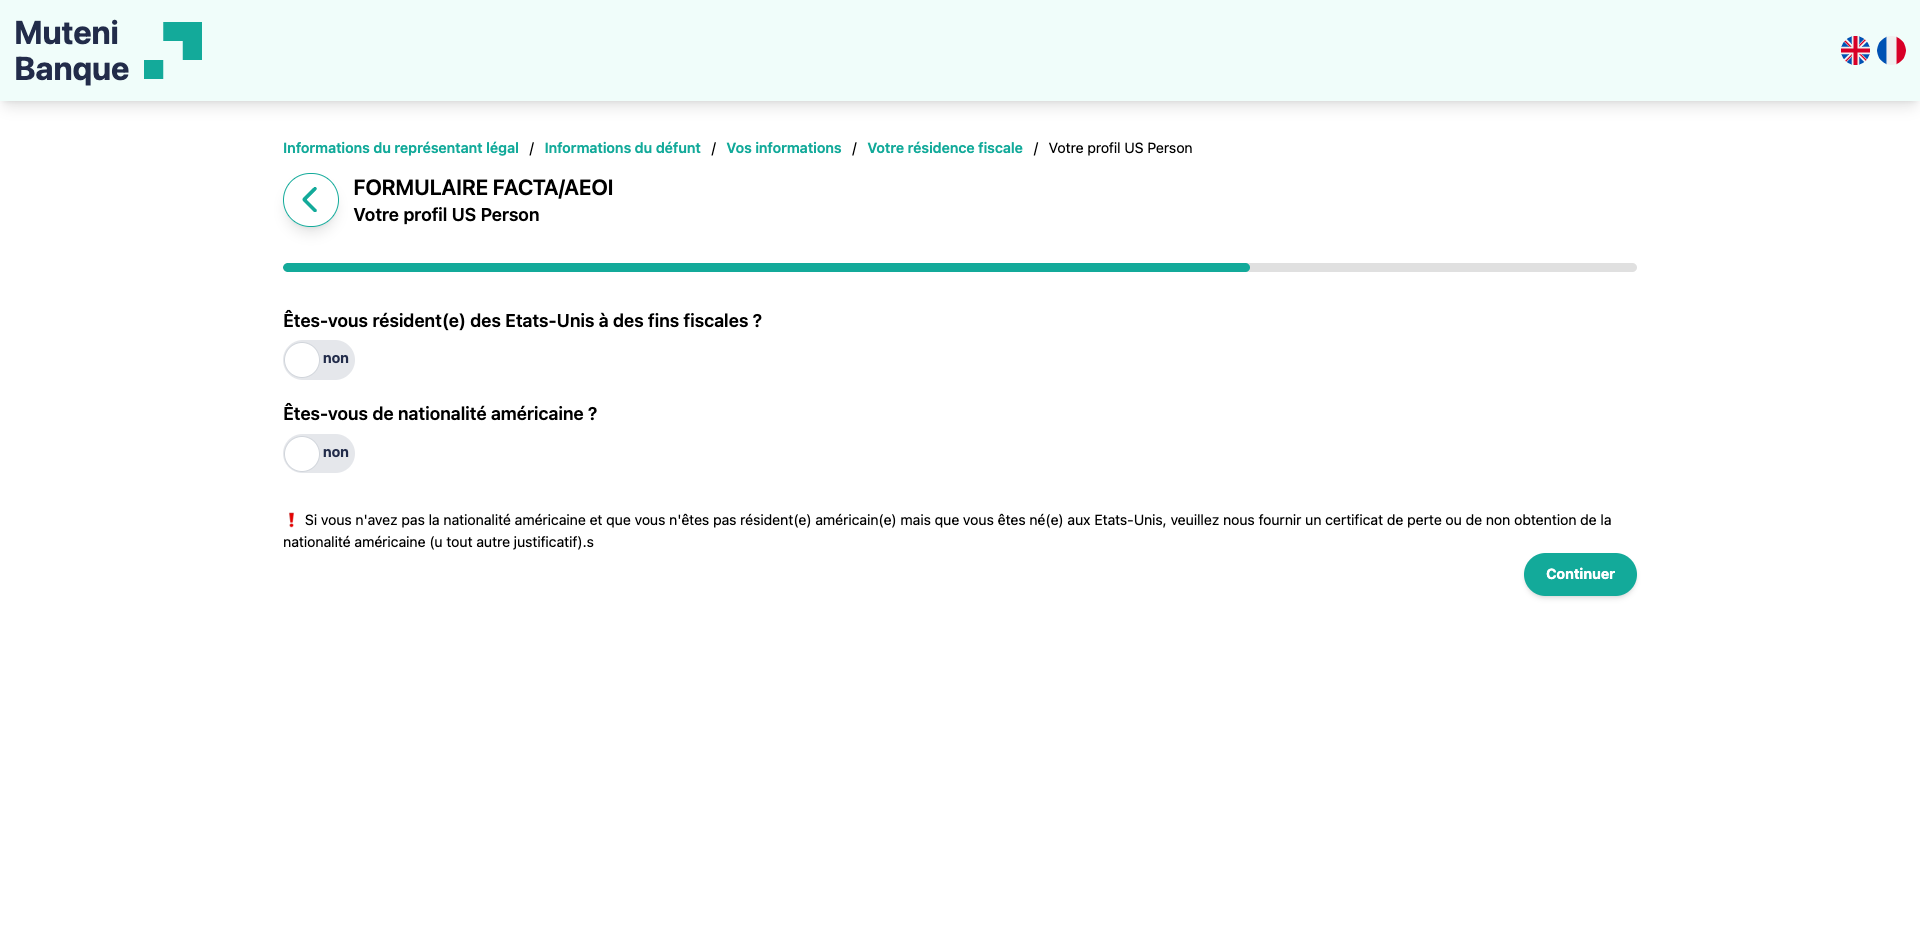 Muteni
Banque
Informations du représentant légal / Informations du défunt / Vos informations / Votre résidence fiscale / Votre profil US Person
FORMULAIRE FACTA/AEOI
Votre profil US Person
Êtes-vous résident(e) des Etats-Unis à des fins fiscales ?
non
Êtes-vous de nationalité américaine ?
non
❗ Si vous n'avez pas la nationalité américaine et que vous n'êtes pas résident(e) américain(e) mais que vous êtes né(e) aux Etats-Unis, veuillez nous fournir un certificat de perte ou de non obtention de la
nationalité américaine (u tout autre justificatif).s
Continuer